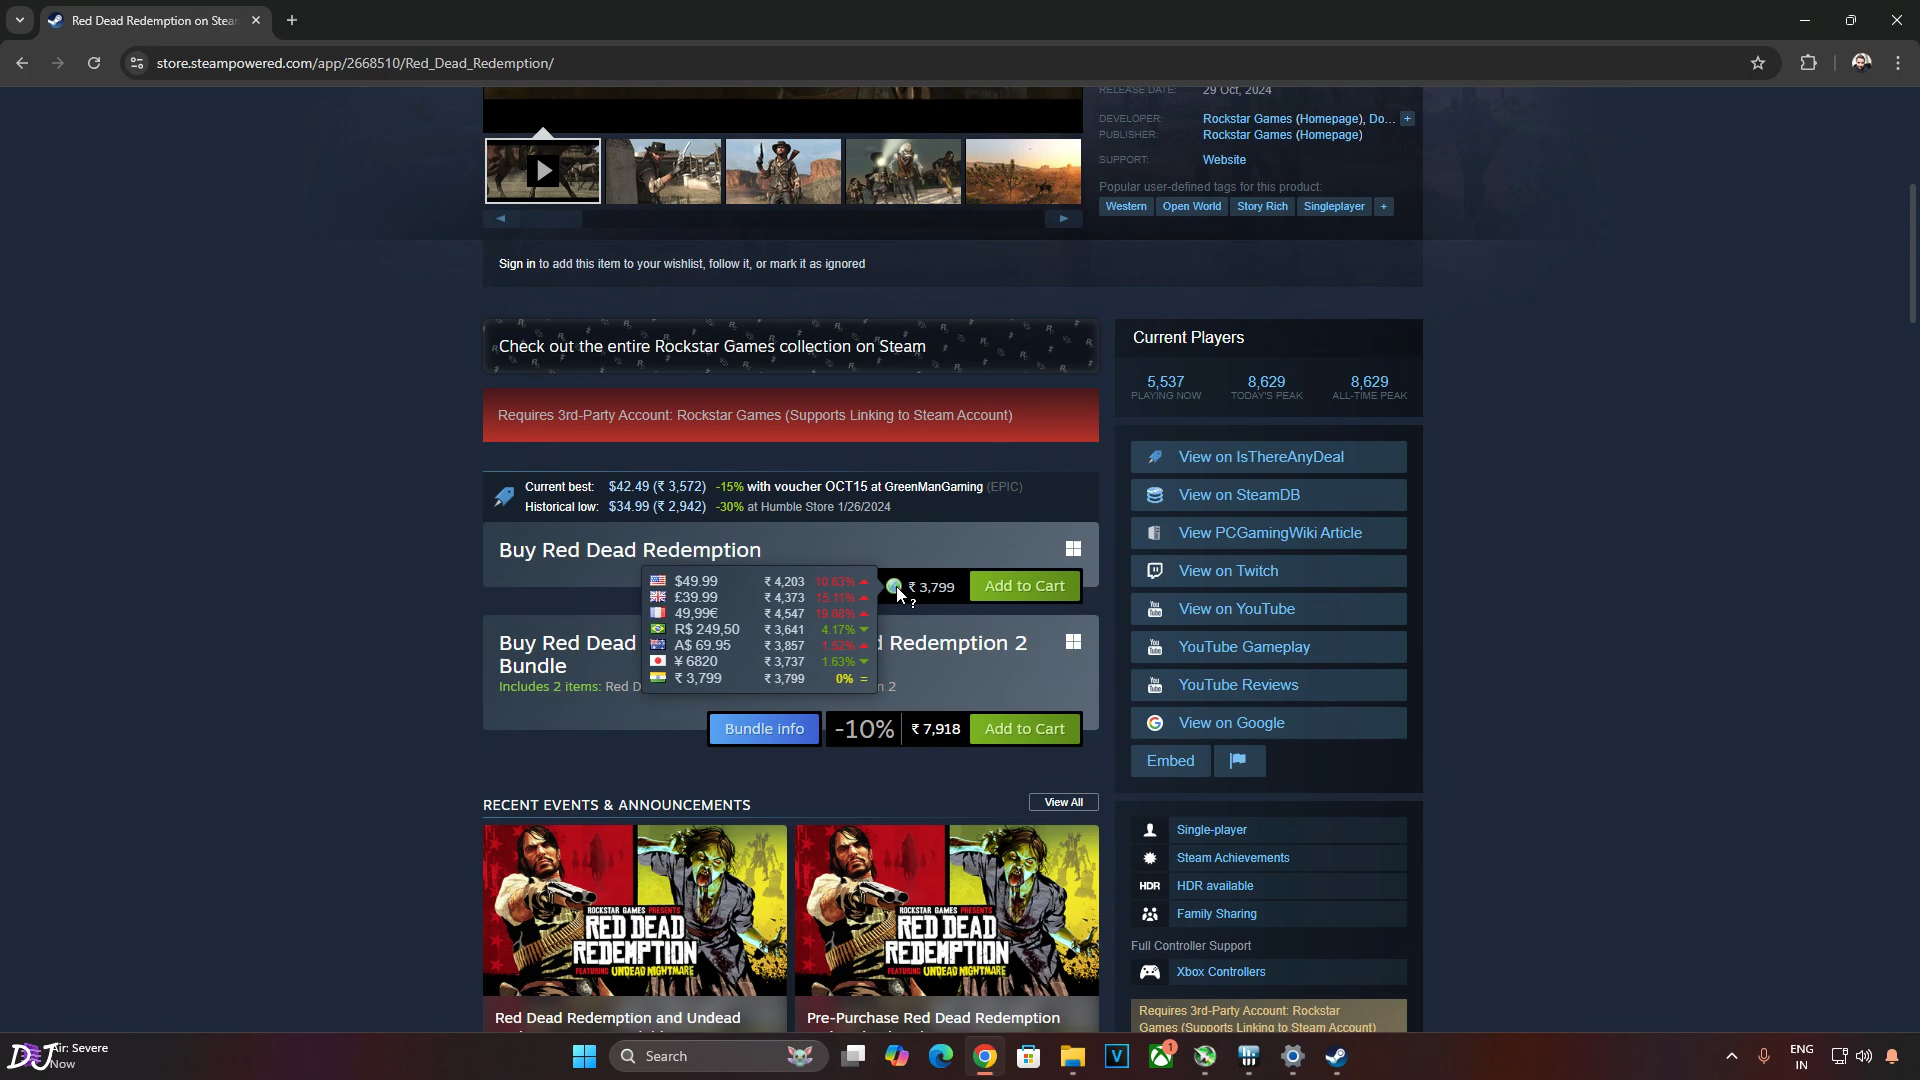 Red Dead Redemption on Stea
store.steampowered.com/app/2668510/Red_Dead_Redemption/
RELEASE DATE: 29 Oct, 2024
DEVELOPER: Rockstar Games (Homepage), Do... +
PUBLISHER: Rockstar Games (Homepage)
SUPPORT: Website
Popular user-defined tags for this product:
Western Open World Story Rich Singleplayer +
Sign in to add this item to your wishlist, follow it, or mark it as ignored
Check out the entire Rockstar Games collection on Steam
Requires 3rd-Party Account: Rockstar Games (Supports Linking to Steam Account)
Current best: $42.49 (₹ 3,572) -15% with voucher OCT15 at GreenManGaming (EPIC)
Historical low: $34.99 (₹ 2,942) -30% at Humble Store 1/26/2024
Buy Red Dead Redemption
$49.99 ₹ 4,203 10.63%
£39.99 ₹ 4,373 15.11%
49,99€ ₹ 4,547 19.68%
R$ 249,50 ₹ 3,641 4.17%
A$ 69.95 ₹ 3,857 1.52%
¥ 6820 ₹ 3,737 1.63%
₹ 3,799 ₹ 3,799 0% =
₹ 3,799 Add to Cart
Buy Red Dead d Redemption 2
Bundle
Includes 2 items: Red D n 2
Bundle info -10% ₹ 7,918 Add to Cart
RECENT EVENTS & ANNOUNCEMENTS View All
ROCKSTAR GAMES PRESENTS
RED DEAD
REDEMPTION
FEATURING UNDEAD NIGHTMARE
Red Dead Redemption and Undead
ROCKSTAR GAMES PRESENTS
RED DEAD
REDEMPTION
FEATURING UNDEAD NIGHTMARE
Pre-Purchase Red Dead Redemption
Current Players
5,537 8,629 8,629
PLAYING NOW TODAY'S PEAK ALL-TIME PEAK
View on IsThereAnyDeal
View on SteamDB
View PCGamingWiki Article
View on Twitch
View on YouTube
YouTube Gameplay
YouTube Reviews
View on Google
Embed
Single-player
Steam Achievements
HDR HDR available
Family Sharing
Full Controller Support
Xbox Controllers
Requires 3rd-Party Account: Rockstar
Games (Supports Linking to Steam Account)
DJ
Air: Severe
Now
Search
1
ENG
IN